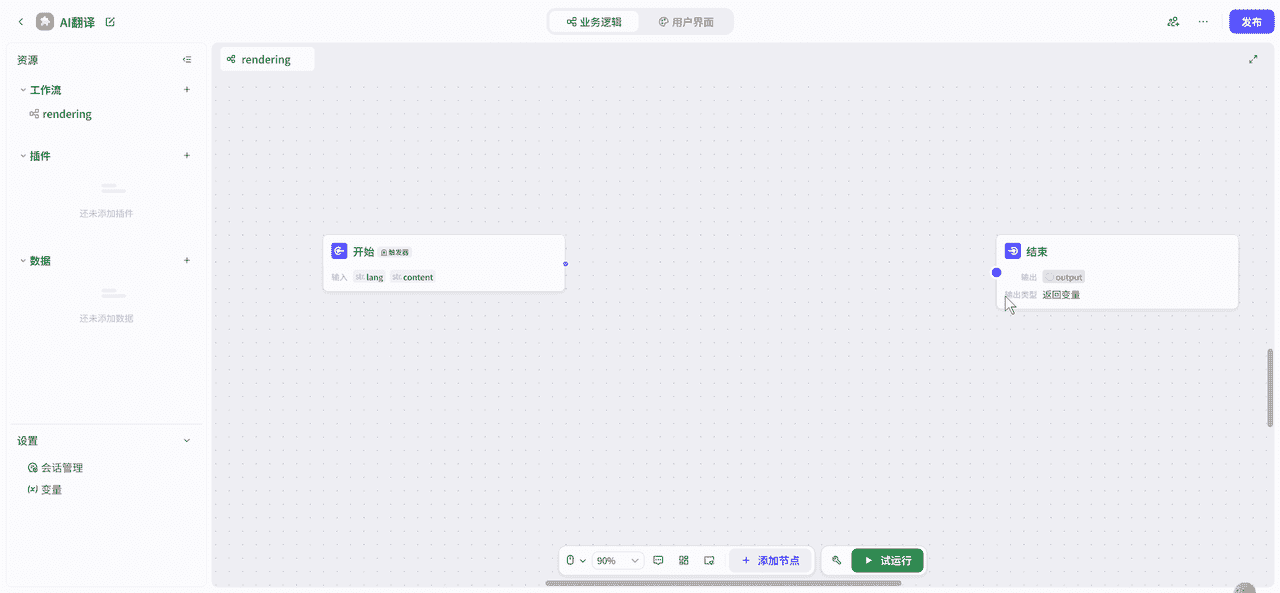 AI翻译
业务逻辑
用户界面
发布
资源
工作流
rendering
插件
还未添加插件
数据
还未添加数据
设置
会话管理
(x) 变量
rendering
开始 触发器
输入 str. lang str. content
结束
输出 output
输出类型 返回变量
90%
+ 添加节点
试运行